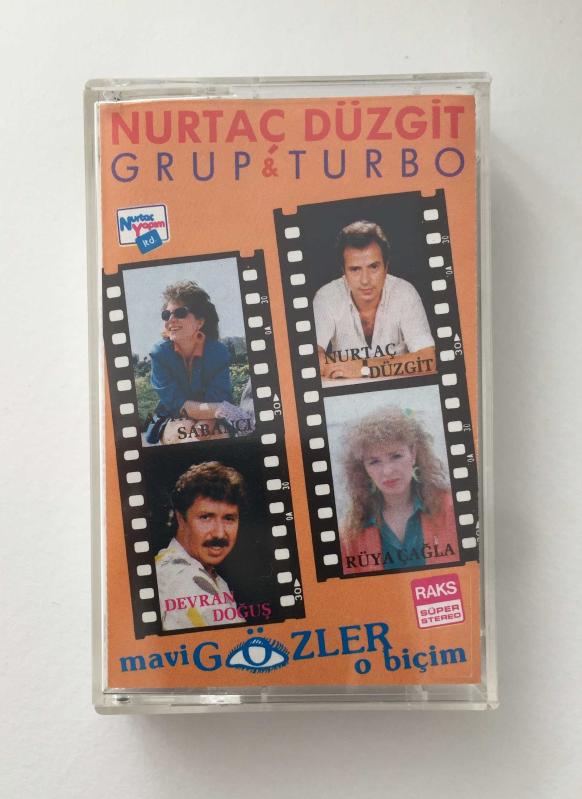 NURTAÇ DÜZGİT
GRUP & TURBO
Nurtaç
Yapım
ltd.
SABANCI
NURTAÇ
DÜZGİT
DEVRAN
DOĞUŞ
RÜYA ÇAĞLA
RAKS
SÜPER
STEREO
mavi GÖZLER
o biçim